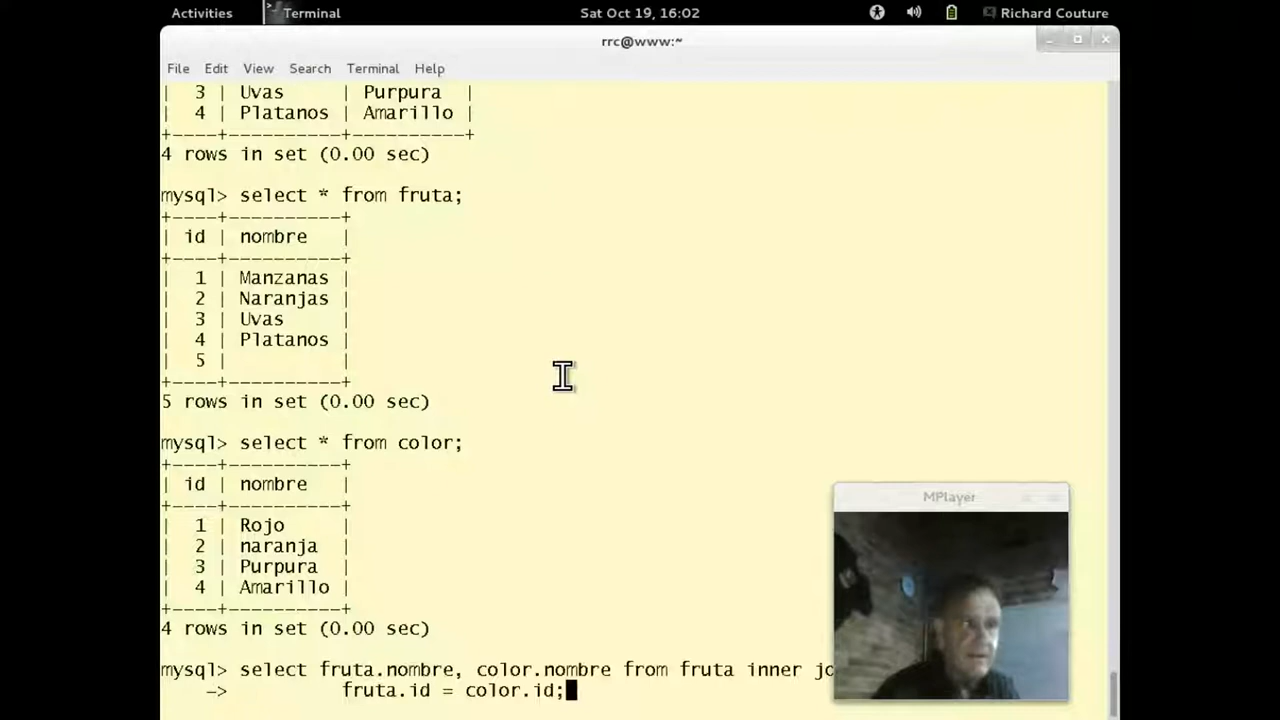 Activities Terminal Sat Oct 19, 16:02 Richard Couture
rrc@www:~
File Edit View Search Terminal Help
| 3 | Uvas | Purpura |
| 4 | Platanos | Amarillo |
+----+----------+----------+
4 rows in set (0.00 sec)
mysql> select * from fruta;
+----+----------+
| id | nombre |
+----+----------+
| 1 | Manzanas |
| 2 | Naranjas |
| 3 | Uvas |
| 4 | Platanos |
| 5 | |
+----+----------+
5 rows in set (0.00 sec)
mysql> select * from color;
+----+----------+
| id | nombre |
+----+----------+
| 1 | Rojo |
| 2 | naranja |
| 3 | Purpura |
| 4 | Amarillo |
+----+----------+
4 rows in set (0.00 sec)
MPlayer
mysql> select fruta.nombre, color.nombre from fruta inner jo
-> fruta.id = color.id;